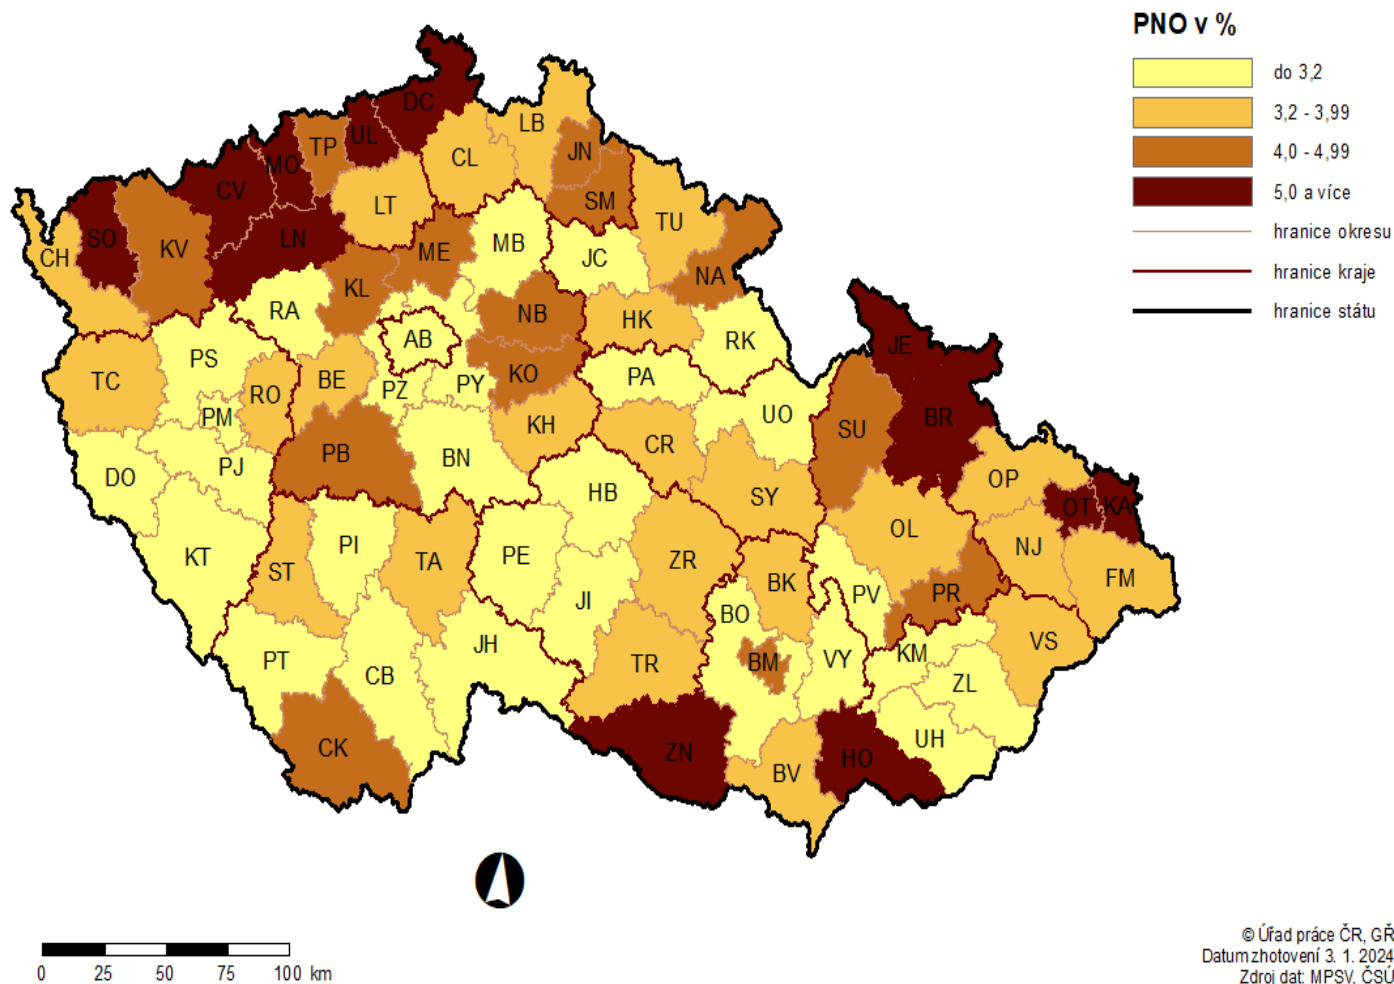 PNO v %
do 3,2
3,2 - 3,99
4,0 - 4,99
5,0 a více
hranice okresu
hranice kraje
hranice státu
DC
LB
UL
TP
JN
MO
CL
CV
LT
SM
TU
SO
LN
KV
ME
MB
JC
CH
NA
KL
RA
NB
HK
AB
RK
JE
PS
TC
RO
BE
PZ
PY
KO
PA
PM
UO
KH
BR
SU
CR
PB
BN
PJ
DO
OP
HB
SY
OT
KA
OL
PI
KT
ST
TA
PE
ZR
NJ
BK
FM
PR
JI
PV
BO
JH
VS
KM
PT
CB
TR
BM
VY
ZL
UH
CK
ZN
HO
BV
0 25 50 75 100 km
© Úřad práce ČR, GŘ
Datum zhotovení 3. 1. 2024
Zdroj dat: MPSV, ČSÚ